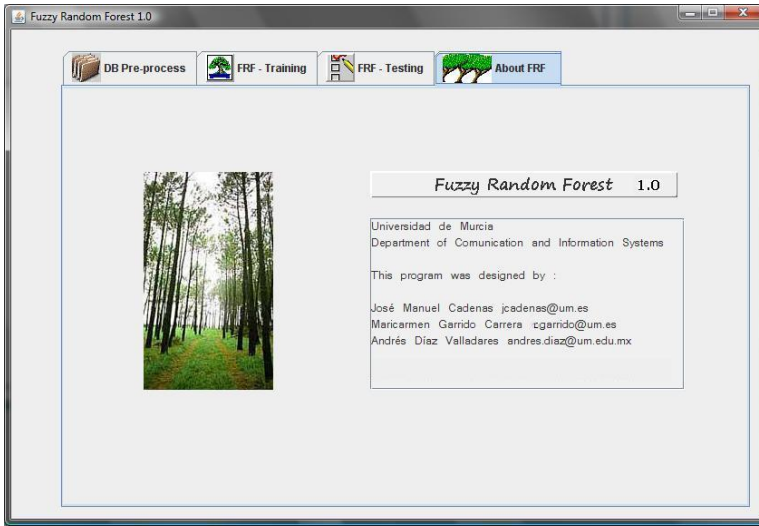 Fuzzy Random Forest 1.0
DB Pre-process FRF - Training FRF - Testing About FRF
Fuzzy Random Forest 1.0
Universidad de Murcia
Department of Comunication and Information Systems
This program was designed by :
José Manuel Cadenas jcadenas@um.es
Maricarmen Garrido Carrera cgarrido@um.es
Andrés Díaz Valladares andres.diaz@um.edu.mx